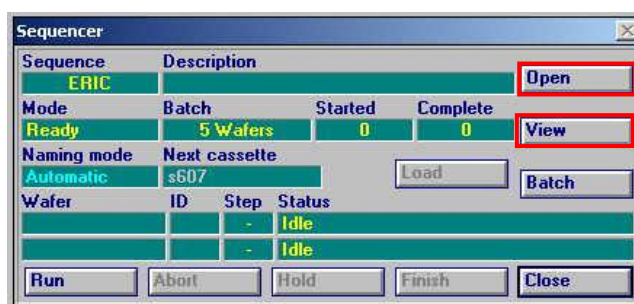 Sequencer
Sequence Description
ERIC Open
Mode Batch Started Complete
Ready 5 Wafers 0 0 View
Naming mode Next cassette
Automatic s607 Load Batch
Wafer ID Step Status
- Idle
- Idle
Run Abort Hold Finish Close